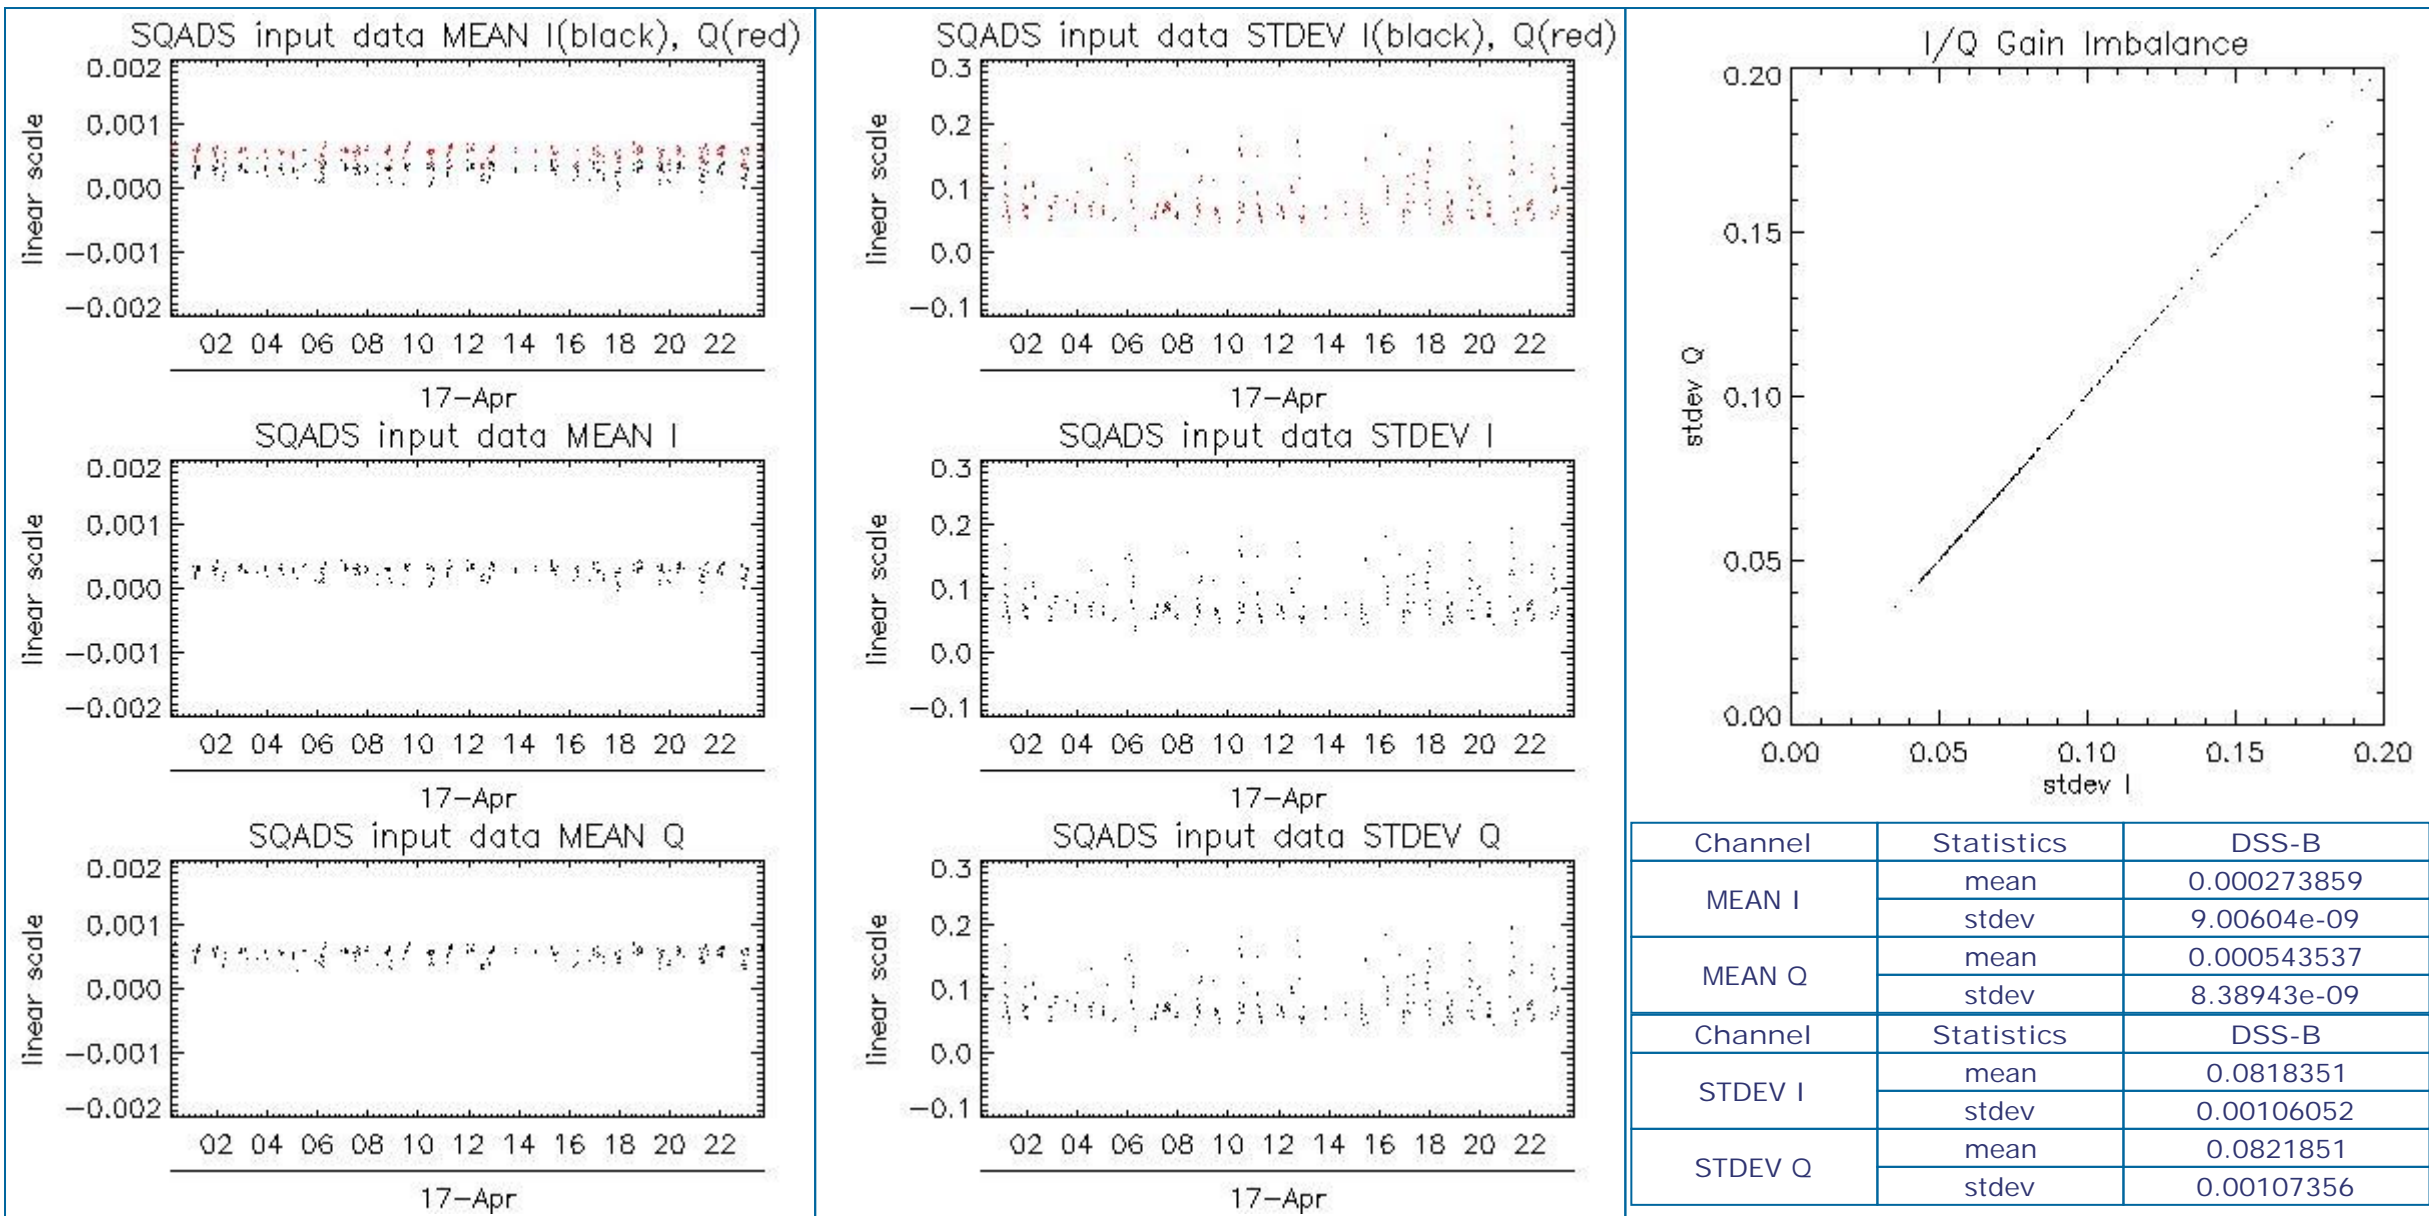 SQADS input data MEAN I(black), Q(red)
0.002
0.001
0.000
−0.001
−0.002
linear scale
02 04 06 08 10 12 14 16 18 20 22
17−Apr
SQADS input data MEAN I
0.002
0.001
0.000
−0.001
−0.002
linear scale
02 04 06 08 10 12 14 16 18 20 22
17−Apr
SQADS input data MEAN Q
0.002
0.001
0.000
−0.001
−0.002
linear scale
02 04 06 08 10 12 14 16 18 20 22
17−Apr
SQADS input data STDEV I(black), Q(red)
0.3
0.2
0.1
0.0
−0.1
linear scale
02 04 06 08 10 12 14 16 18 20 22
17−Apr
SQADS input data STDEV I
0.3
0.2
0.1
0.0
−0.1
linear scale
02 04 06 08 10 12 14 16 18 20 22
17−Apr
SQADS input data STDEV Q
0.3
0.2
0.1
0.0
−0.1
linear scale
02 04 06 08 10 12 14 16 18 20 22
17−Apr
I/Q Gain Imbalance
0.20
0.15
0.10
0.05
0.00
stdev Q
0.00 0.05 0.10 0.15 0.20
stdev I
Channel Statistics DSS-B
MEAN I mean 0.000273859
stdev 9.00604e-09
MEAN Q mean 0.000543537
stdev 8.38943e-09
Channel Statistics DSS-B
STDEV I mean 0.0818351
stdev 0.00106052
STDEV Q mean 0.0821851
stdev 0.00107356